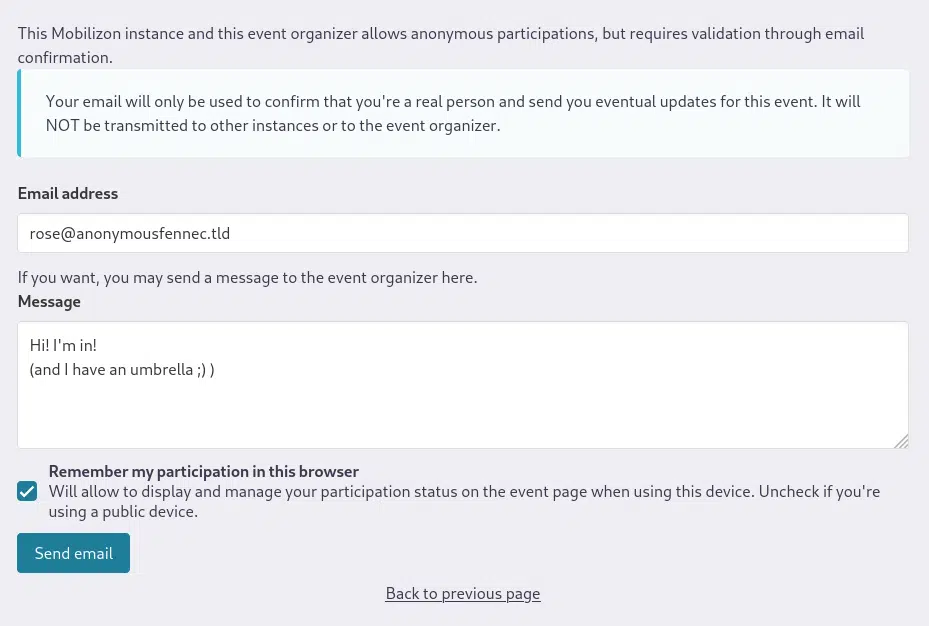 This Mobilizon instance and this event organizer allows anonymous participations, but requires validation through email
confirmation.
Your email will only be used to confirm that you're a real person and send you eventual updates for this event. It will
NOT be transmitted to other instances or to the event organizer.
Email address
rose@anonymousfennec.tld
If you want, you may send a message to the event organizer here.
Message
Hi! I'm in!
(and I have an umbrella ;) )
Remember my participation in this browser
Will allow to display and manage your participation status on the event page when using this device. Uncheck if you're
using a public device.
Send email
Back to previous page